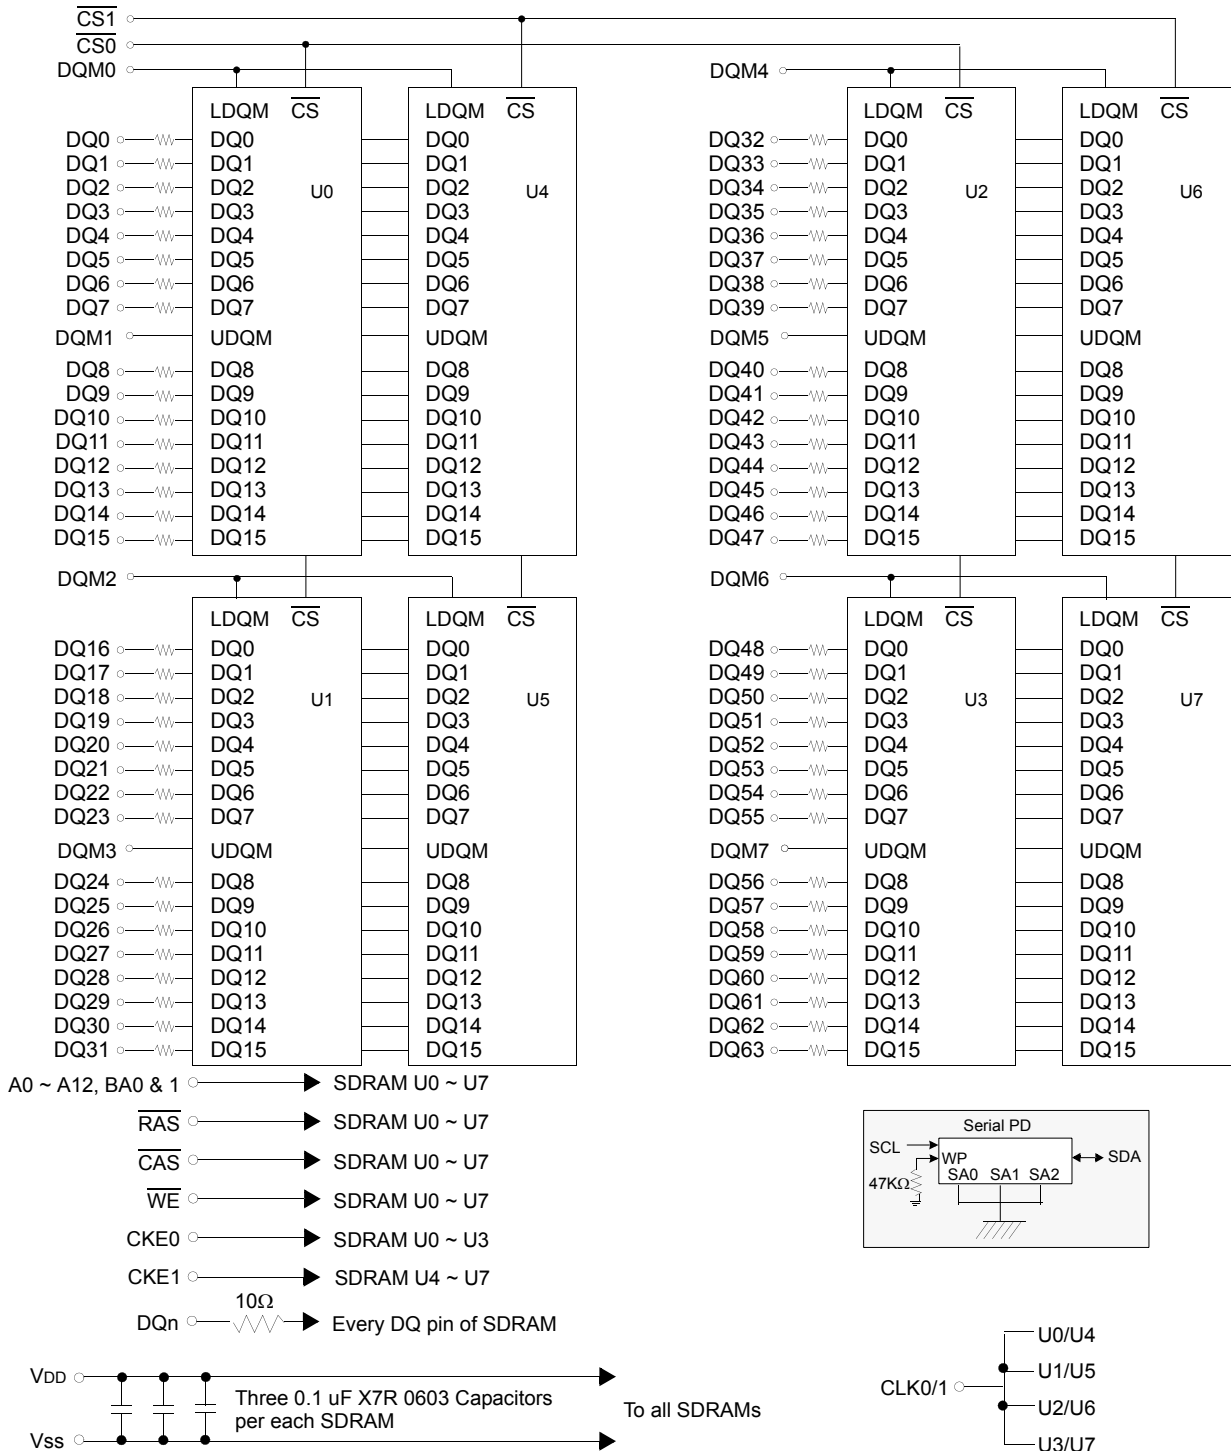 CS1
CS0
DQM0 DQM4
LDQM CS LDQM CS LDQM CS LDQM CS
DQ0 DQ0 DQ0 DQ32 DQ0 DQ0
DQ1 DQ1 DQ1 DQ33 DQ1 DQ1
DQ2 DQ2 U0 DQ2 U4 DQ34 DQ2 U2 DQ2 U6
DQ3 DQ3 DQ3 DQ35 DQ3 DQ3
DQ4 DQ4 DQ4 DQ36 DQ4 DQ4
DQ5 DQ5 DQ5 DQ37 DQ5 DQ5
DQ6 DQ6 DQ6 DQ38 DQ6 DQ6
DQ7 DQ7 DQ7 DQ39 DQ7 DQ7
DQM1 UDQM UDQM DQM5 UDQM UDQM
DQ8 DQ8 DQ8 DQ40 DQ8 DQ8
DQ9 DQ9 DQ9 DQ41 DQ9 DQ9
DQ10 DQ10 DQ10 DQ42 DQ10 DQ10
DQ11 DQ11 DQ11 DQ43 DQ11 DQ11
DQ12 DQ12 DQ12 DQ44 DQ12 DQ12
DQ13 DQ13 DQ13 DQ45 DQ13 DQ13
DQ14 DQ14 DQ14 DQ46 DQ14 DQ14
DQ15 DQ15 DQ15 DQ47 DQ15 DQ15
DQM2 DQM6
LDQM CS LDQM CS LDQM CS LDQM CS
DQ16 DQ0 DQ0 DQ48 DQ0 DQ0
DQ17 DQ1 DQ1 DQ49 DQ1 DQ1
DQ18 DQ2 U1 DQ2 U5 DQ50 DQ2 U3 DQ2 U7
DQ19 DQ3 DQ3 DQ51 DQ3 DQ3
DQ20 DQ4 DQ4 DQ52 DQ4 DQ4
DQ21 DQ5 DQ5 DQ53 DQ5 DQ5
DQ22 DQ6 DQ6 DQ54 DQ6 DQ6
DQ23 DQ7 DQ7 DQ55 DQ7 DQ7
DQM3 UDQM UDQM DQM7 UDQM UDQM
DQ24 DQ8 DQ8 DQ56 DQ8 DQ8
DQ25 DQ9 DQ9 DQ57 DQ9 DQ9
DQ26 DQ10 DQ10 DQ58 DQ10 DQ10
DQ27 DQ11 DQ11 DQ59 DQ11 DQ11
DQ28 DQ12 DQ12 DQ60 DQ12 DQ12
DQ29 DQ13 DQ13 DQ61 DQ13 DQ13
DQ30 DQ14 DQ14 DQ62 DQ14 DQ14
DQ31 DQ15 DQ15 DQ63 DQ15 DQ15
A0 ~ A12, BA0 & 1 SDRAM U0 ~ U7
RAS SDRAM U0 ~ U7
CAS SDRAM U0 ~ U7
WE SDRAM U0 ~ U7
CKE0 SDRAM U0 ~ U3
CKE1 SDRAM U4 ~ U7
10Ω
DQn Every DQ pin of SDRAM
Serial PD
SCL
WP SDA
47KΩ SA0 SA1 SA2
VDD
Three 0.1 uF X7R 0603 Capacitors
per each SDRAM
To all SDRAMs
Vss
U0/U4
U1/U5
CLK0/1
U2/U6
U3/U7